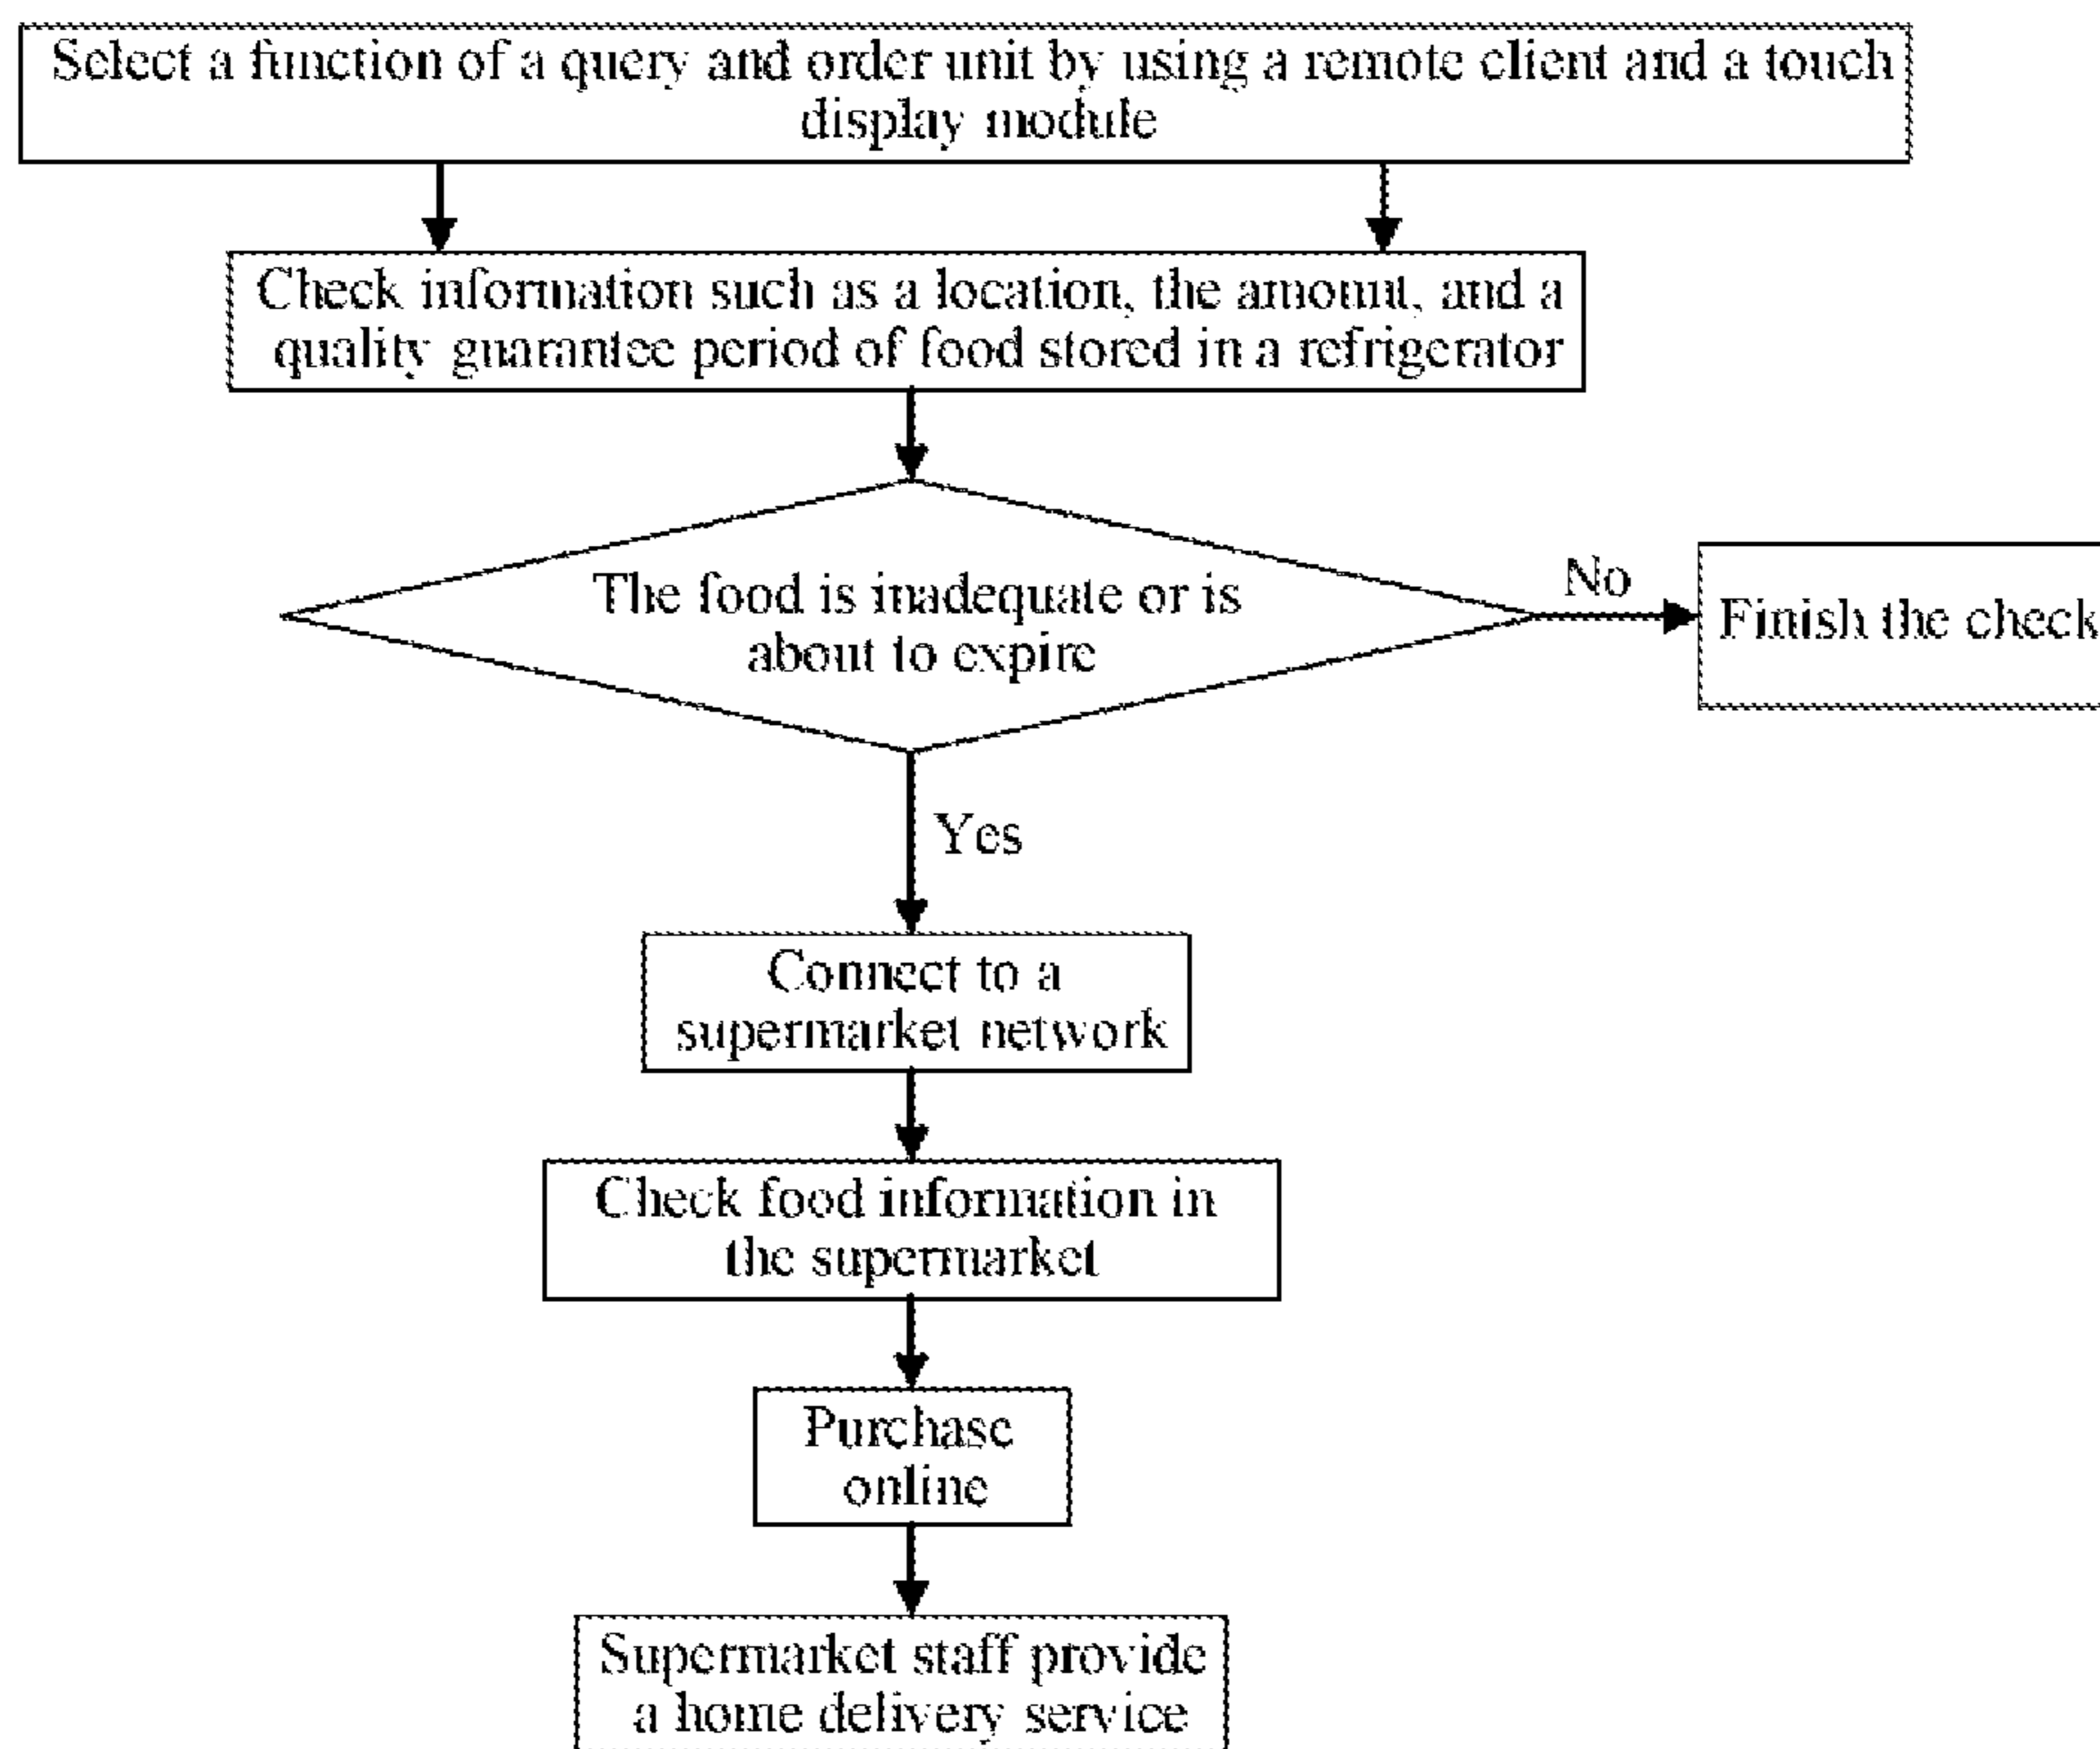 Select a function of a query and order unit by using a remote client and a touch
display module
Check information such as a location, the amount, and a
quality guarantee period of food stored in a refrigerator
The food is inadequate or is
about to expire
No
Finish the check
Yes
Connect to a
supermarket network
Check food information in
the supermarket
Purchase
online
Supermarket staff provide
a home delivery service